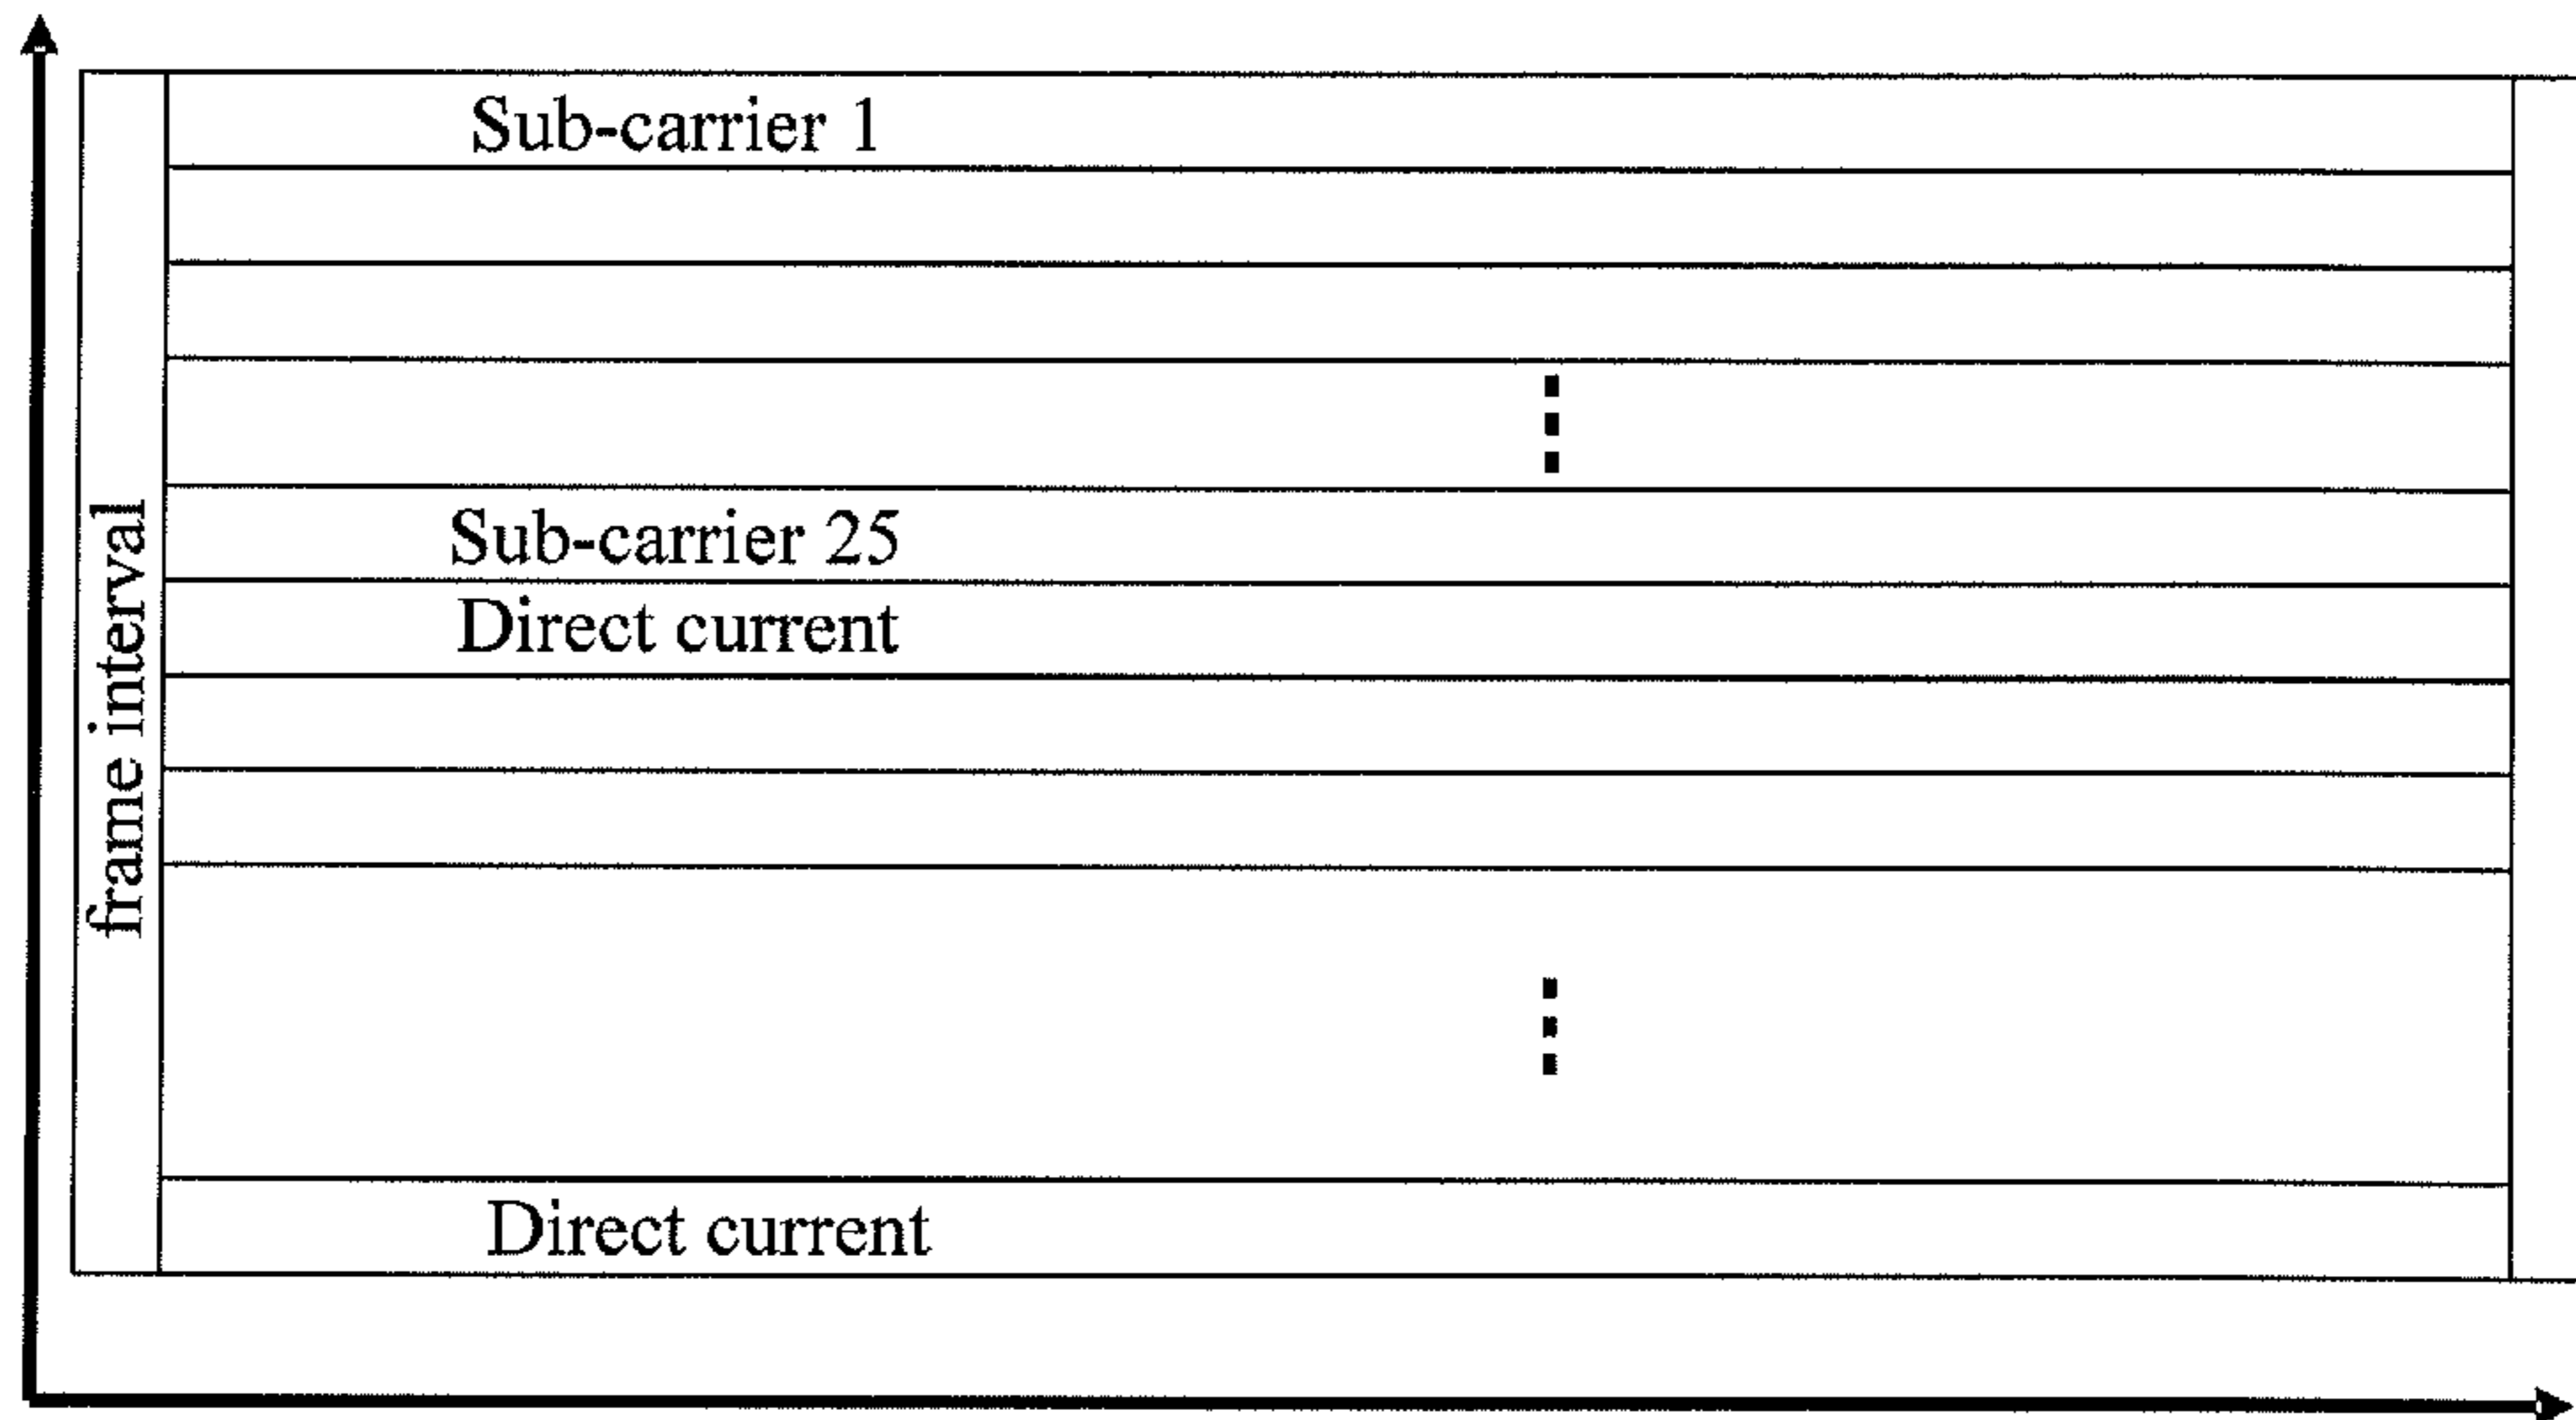 Sub-carrier 1
Sub-carrier 25
Direct current
frame interval
Direct current